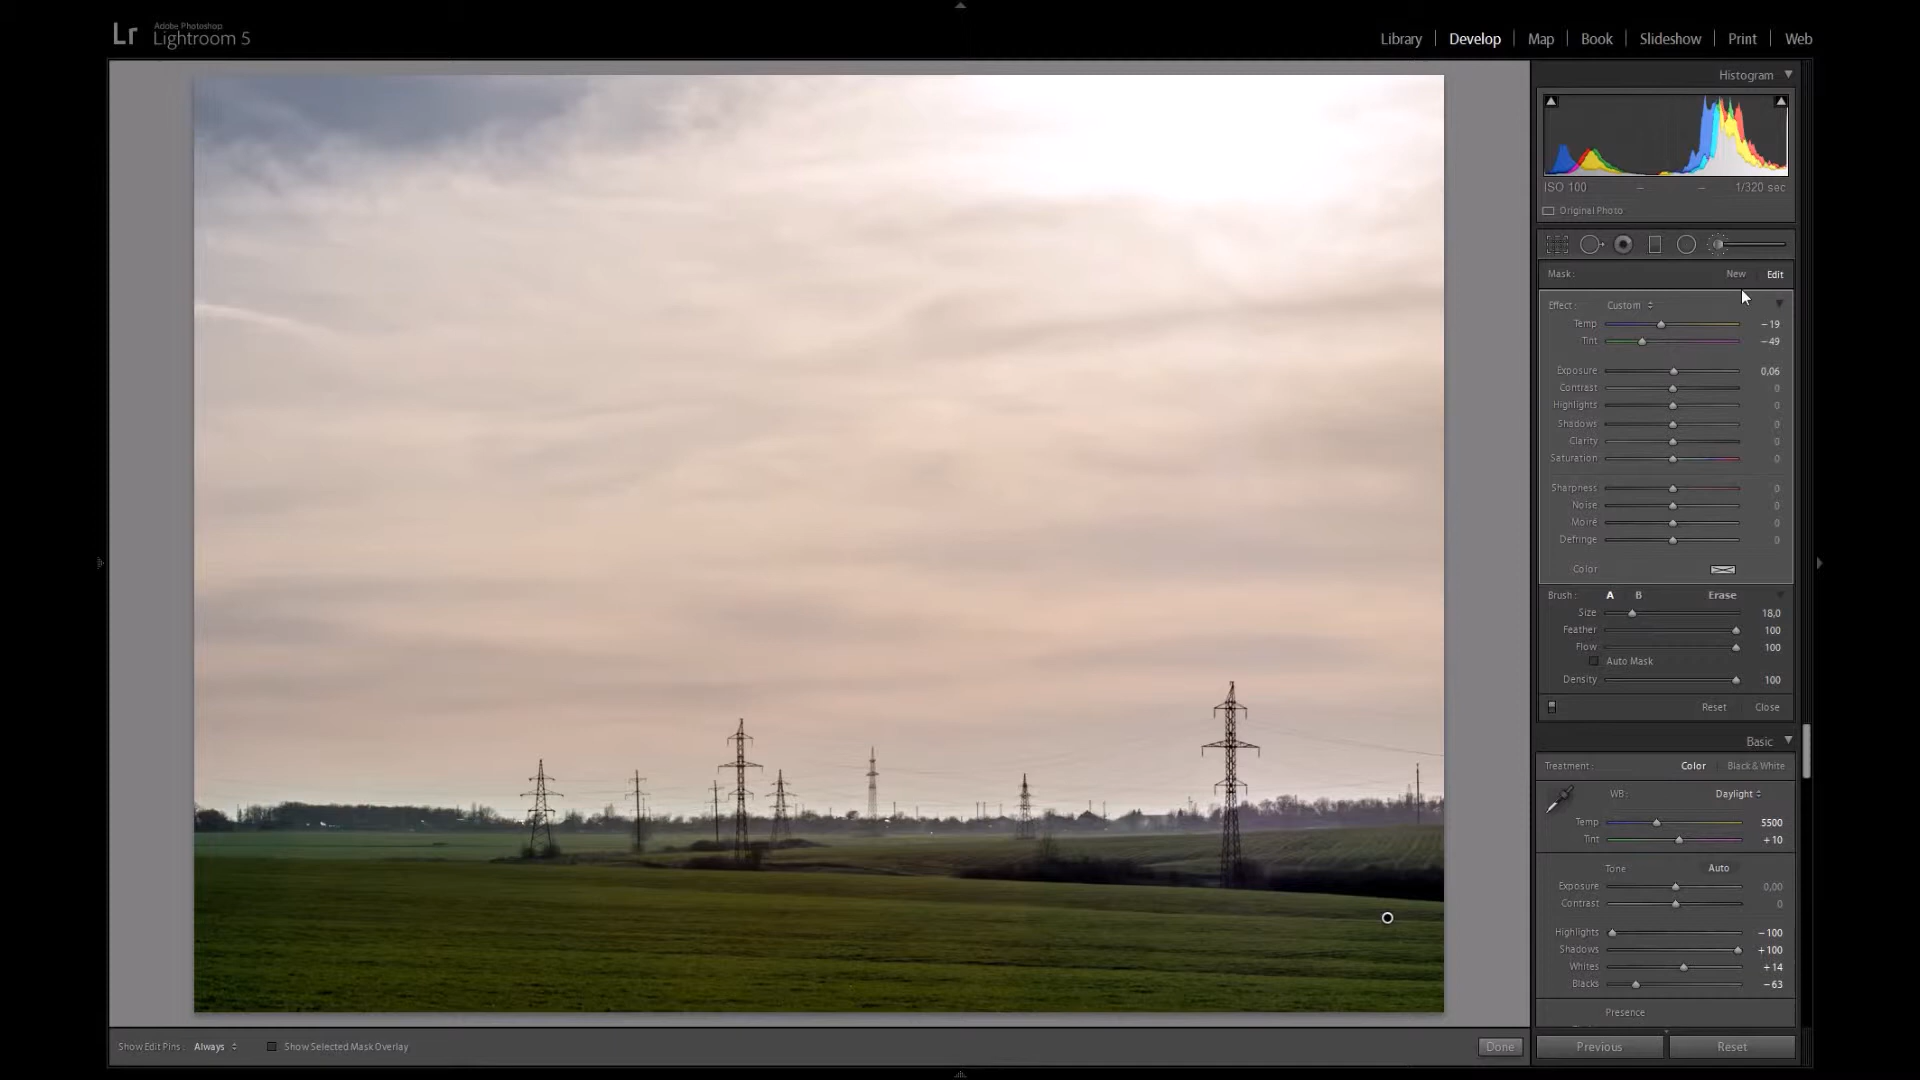 Lr
Adobe Photoshop
Lightroom 5
Library Develop Map Book Slideshow Print Web
Histogram
ISO 100 – – 1/320 sec
Original Photo
Mask : New Edit
Effect : Custom
Temp −19
Tint −49
Exposure 0,06
Contrast 0
Highlights 0
Shadows 0
Clarity 0
Saturation 0
Sharpness 0
Noise 0
Moiré 0
Defringe 0
Color
Brush : A B Erase
Size 18,0
Feather 100
Flow 100
Auto Mask
Density 100
Reset Close
Basic
Treatment : Color Black & White
WB : Daylight
Temp 5500
Tint +10
Tone Auto
Exposure 0,00
Contrast 0
Highlights −100
Shadows +100
Whites +14
Blacks −63
Presence
Show Edit Pins : Always Show Selected Mask Overlay Done Previous Reset